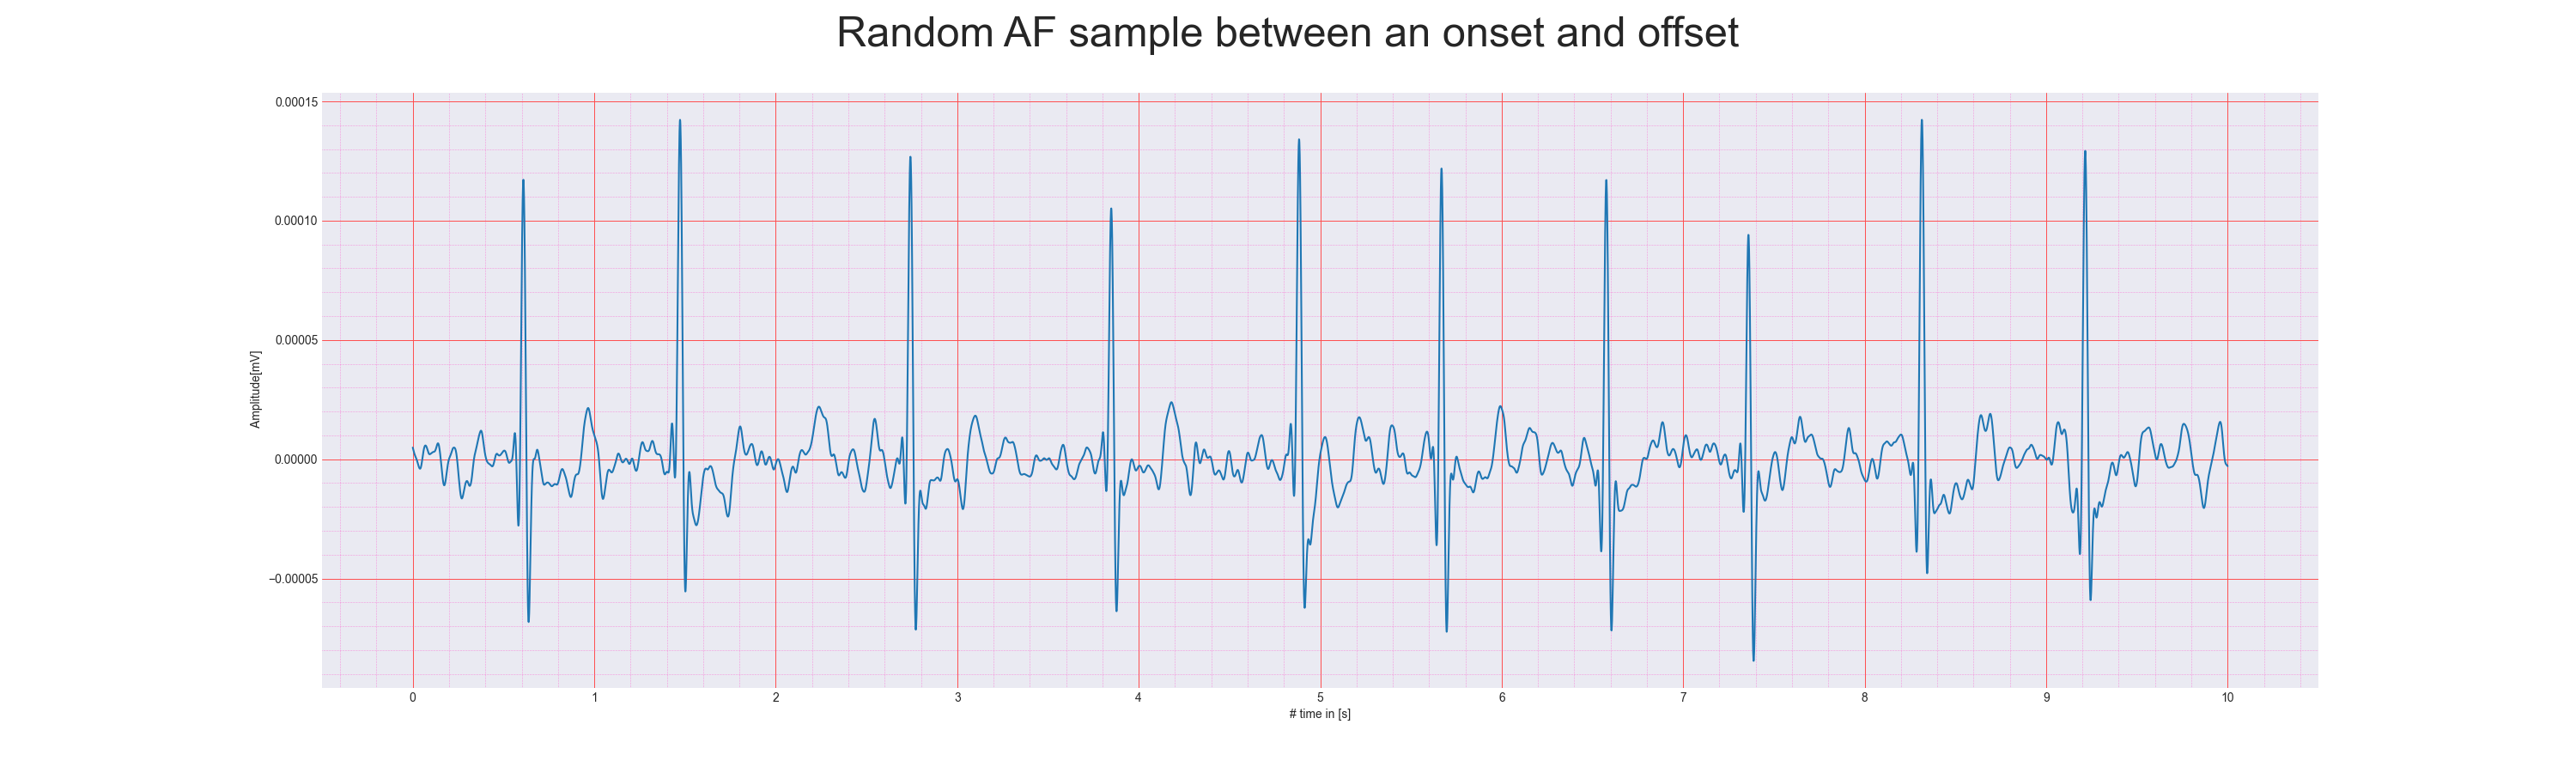 Random AF sample between an onset and offset
0.00015
0.00010
0.00005
0.00000
−0.00005
Amplitude[mV]
0 1 2 3 4 5 6 7 8 9 10
# time in [s]